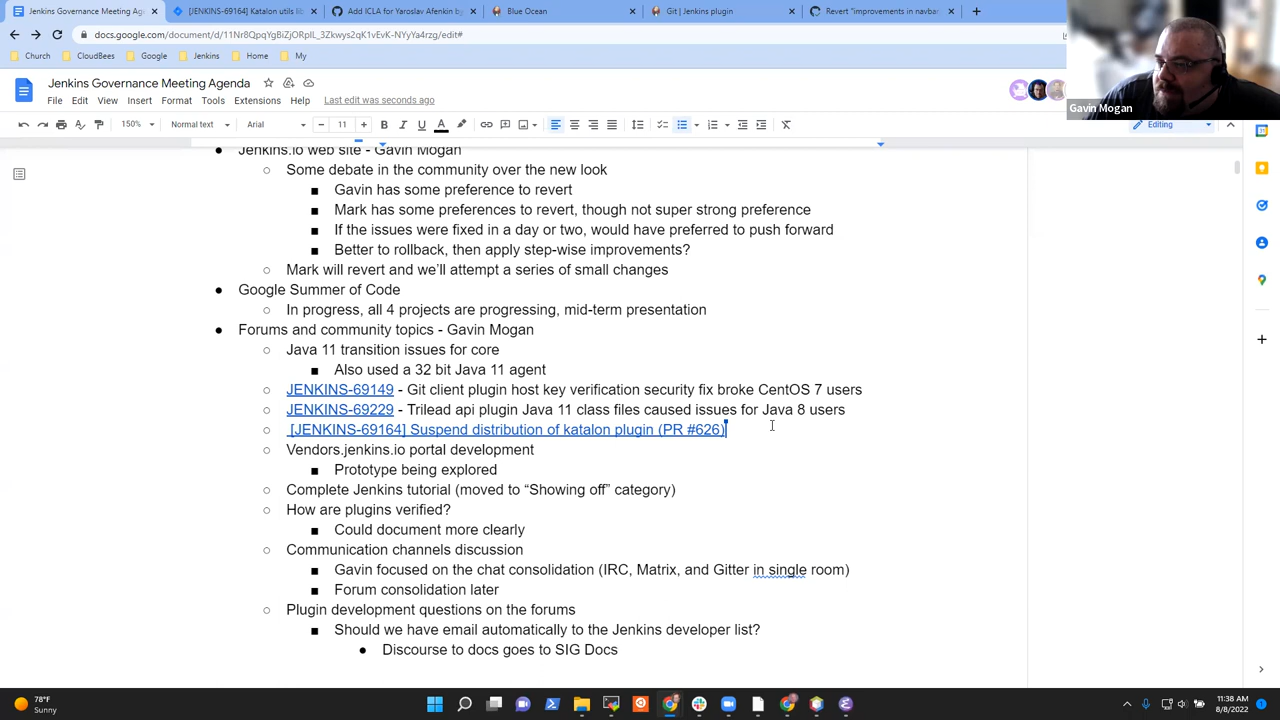 Jenkins Governance Meeting Agen
[JENKINS-69164] Katalon utils lib
Add ICLA for Yaroslav Afenkin by
Blue Ocean
Git | Jenkins plugin
Revert "improvements in navbar
docs.google.com/document/d/11Nr8QpqYgBiZjORpIL_3Zkwys2qK1vEvK-NYyYa4rzg/edit#
Church
CloudBees
Google
Jenkins
Home
My
Gavin Mogan
Jenkins Governance Meeting Agenda
File Edit View Insert Format Tools Extensions Help Last edit was seconds ago
150% Normal text Arial 11 Editing
Jenkins.io web site - Gavin Mogan
Some debate in the community over the new look
Gavin has some preference to revert
Mark has some preferences to revert, though not super strong preference
If the issues were fixed in a day or two, would have preferred to push forward
Better to rollback, then apply step-wise improvements?
Mark will revert and we'll attempt a series of small changes
Google Summer of Code
In progress, all 4 projects are progressing, mid-term presentation
Forums and community topics - Gavin Mogan
Java 11 transition issues for core
Also used a 32 bit Java 11 agent
JENKINS-69149 - Git client plugin host key verification security fix broke CentOS 7 users
JENKINS-69229 - Trilead api plugin Java 11 class files caused issues for Java 8 users
[JENKINS-69164] Suspend distribution of katalon plugin (PR #626)
Vendors.jenkins.io portal development
Prototype being explored
Complete Jenkins tutorial (moved to "Showing off" category)
How are plugins verified?
Could document more clearly
Communication channels discussion
Gavin focused on the chat consolidation (IRC, Matrix, and Gitter in single room)
Forum consolidation later
Plugin development questions on the forums
Should we have email automatically to the Jenkins developer list?
Discourse to docs goes to SIG Docs
78°F
Sunny
11:38 AM
8/8/2022